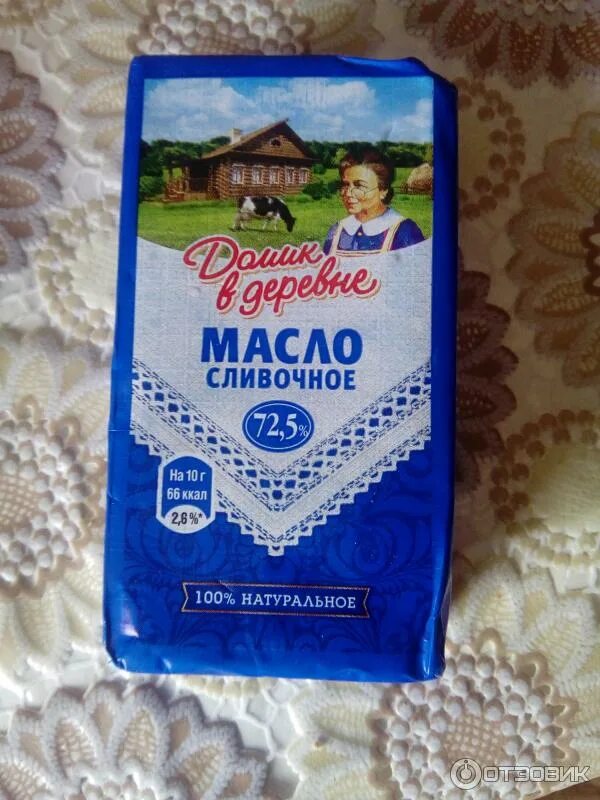 Домик
в деревне
МАСЛО
СЛИВОЧНОЕ
72,5%
На 10 г
66 ккал
2,6%*
100% НАТУРАЛЬНОЕ
ОТЗОВИК